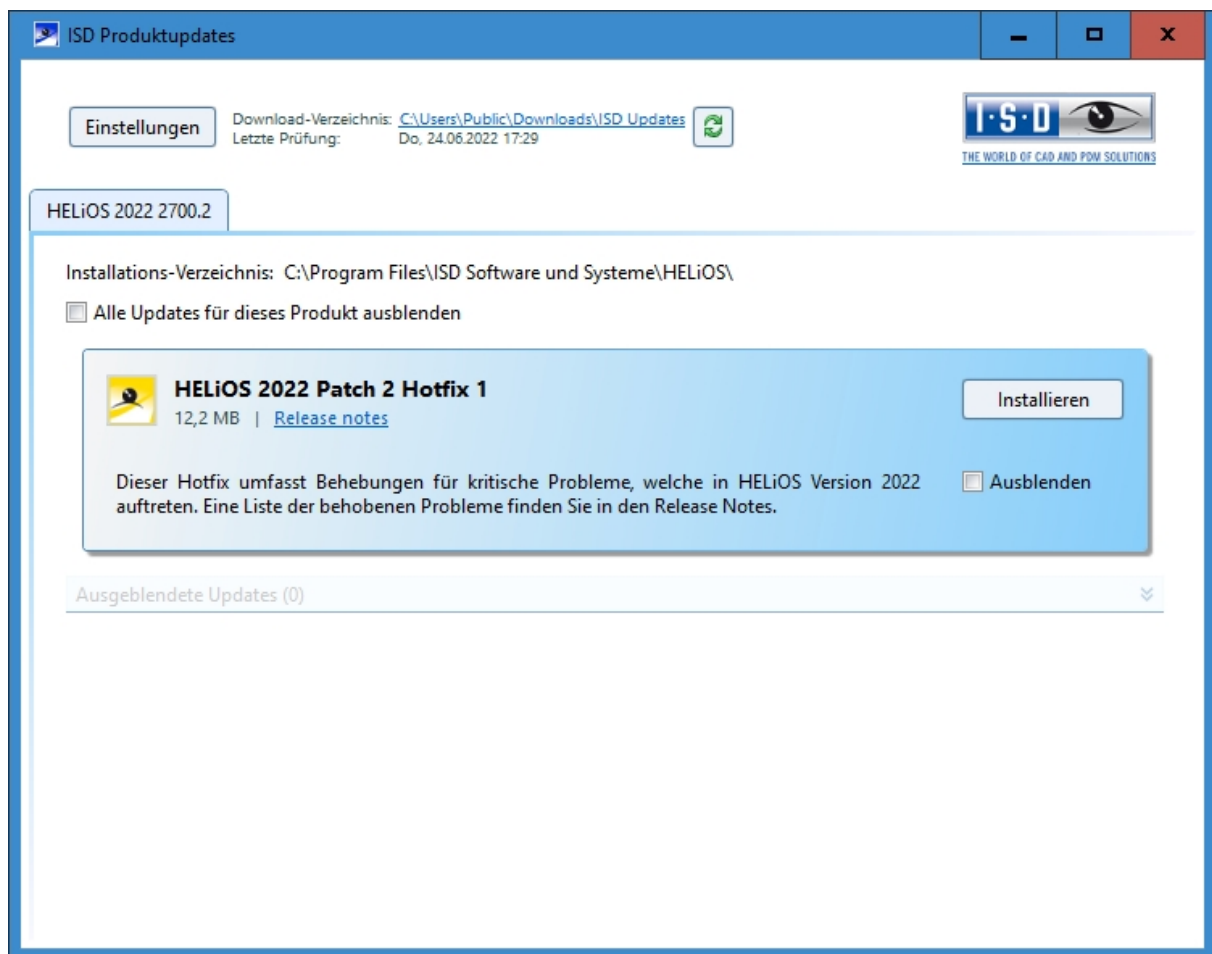 ISD Produktupdates
Einstellungen
Download-Verzeichnis: C:\Users\Public\Downloads\ISD Updates
Letzte Prüfung: Do, 24.06.2022 17:29
I·S·D
THE WORLD OF CAD AND PDM SOLUTIONS
HELiOS 2022 2700.2
Installations-Verzeichnis: C:\Program Files\ISD Software und Systeme\HELiOS\
Alle Updates für dieses Produkt ausblenden
HELiOS 2022 Patch 2 Hotfix 1
12,2 MB | Release notes
Installieren
Dieser Hotfix umfasst Behebungen für kritische Probleme, welche in HELiOS Version 2022
auftreten. Eine Liste der behobenen Probleme finden Sie in den Release Notes.
Ausblenden
Ausgeblendete Updates (0)